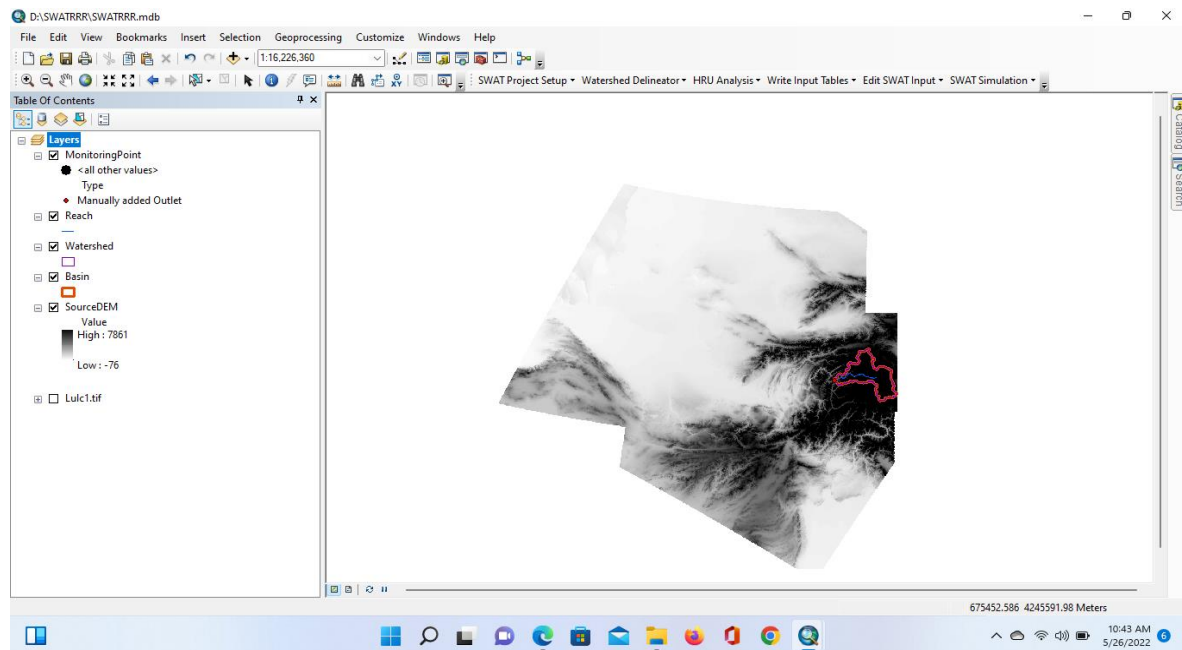 D:\SWATRRR\SWATRRR.mdb
File Edit View Bookmarks Insert Selection Geoprocessing Customize Windows Help
1:16,226,360
SWAT Project Setup Watershed Delineator HRU Analysis Write Input Tables Edit SWAT Input SWAT Simulation
Table Of Contents
Layers
MonitoringPoint
<all other values>
Type
Manually added Outlet
Reach
Watershed
Basin
SourceDEM
Value
High : 7861
Low : -76
Lulc1.tif
Catalog
Search
675452.586 4245591.98 Meters
10:43 AM
5/26/2022
6